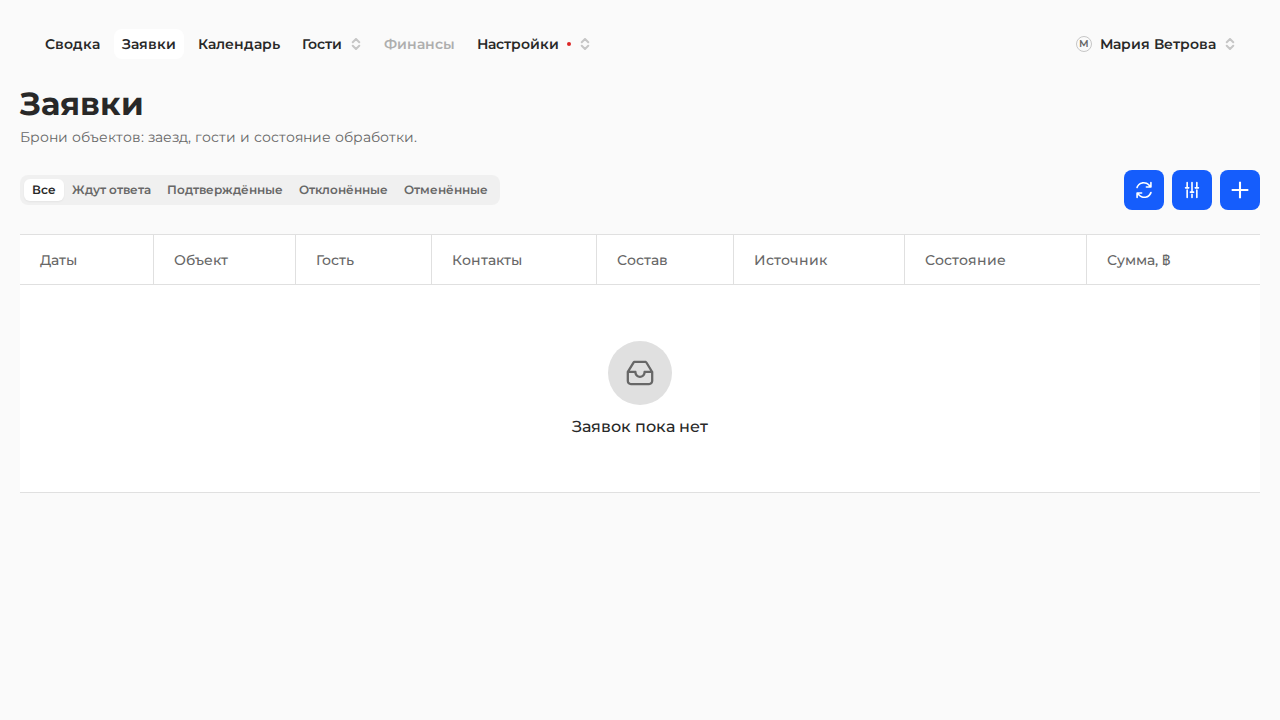 Сводка Заявки Календарь Гости Финансы Настройки М Мария Ветрова
Заявки
Брони объектов: заезд, гости и состояние обработки.
Все Ждут ответа Подтверждённые Отклонённые Отменённые
Даты Объект Гость Контакты Состав Источник Состояние Сумма, ฿
Заявок пока нет